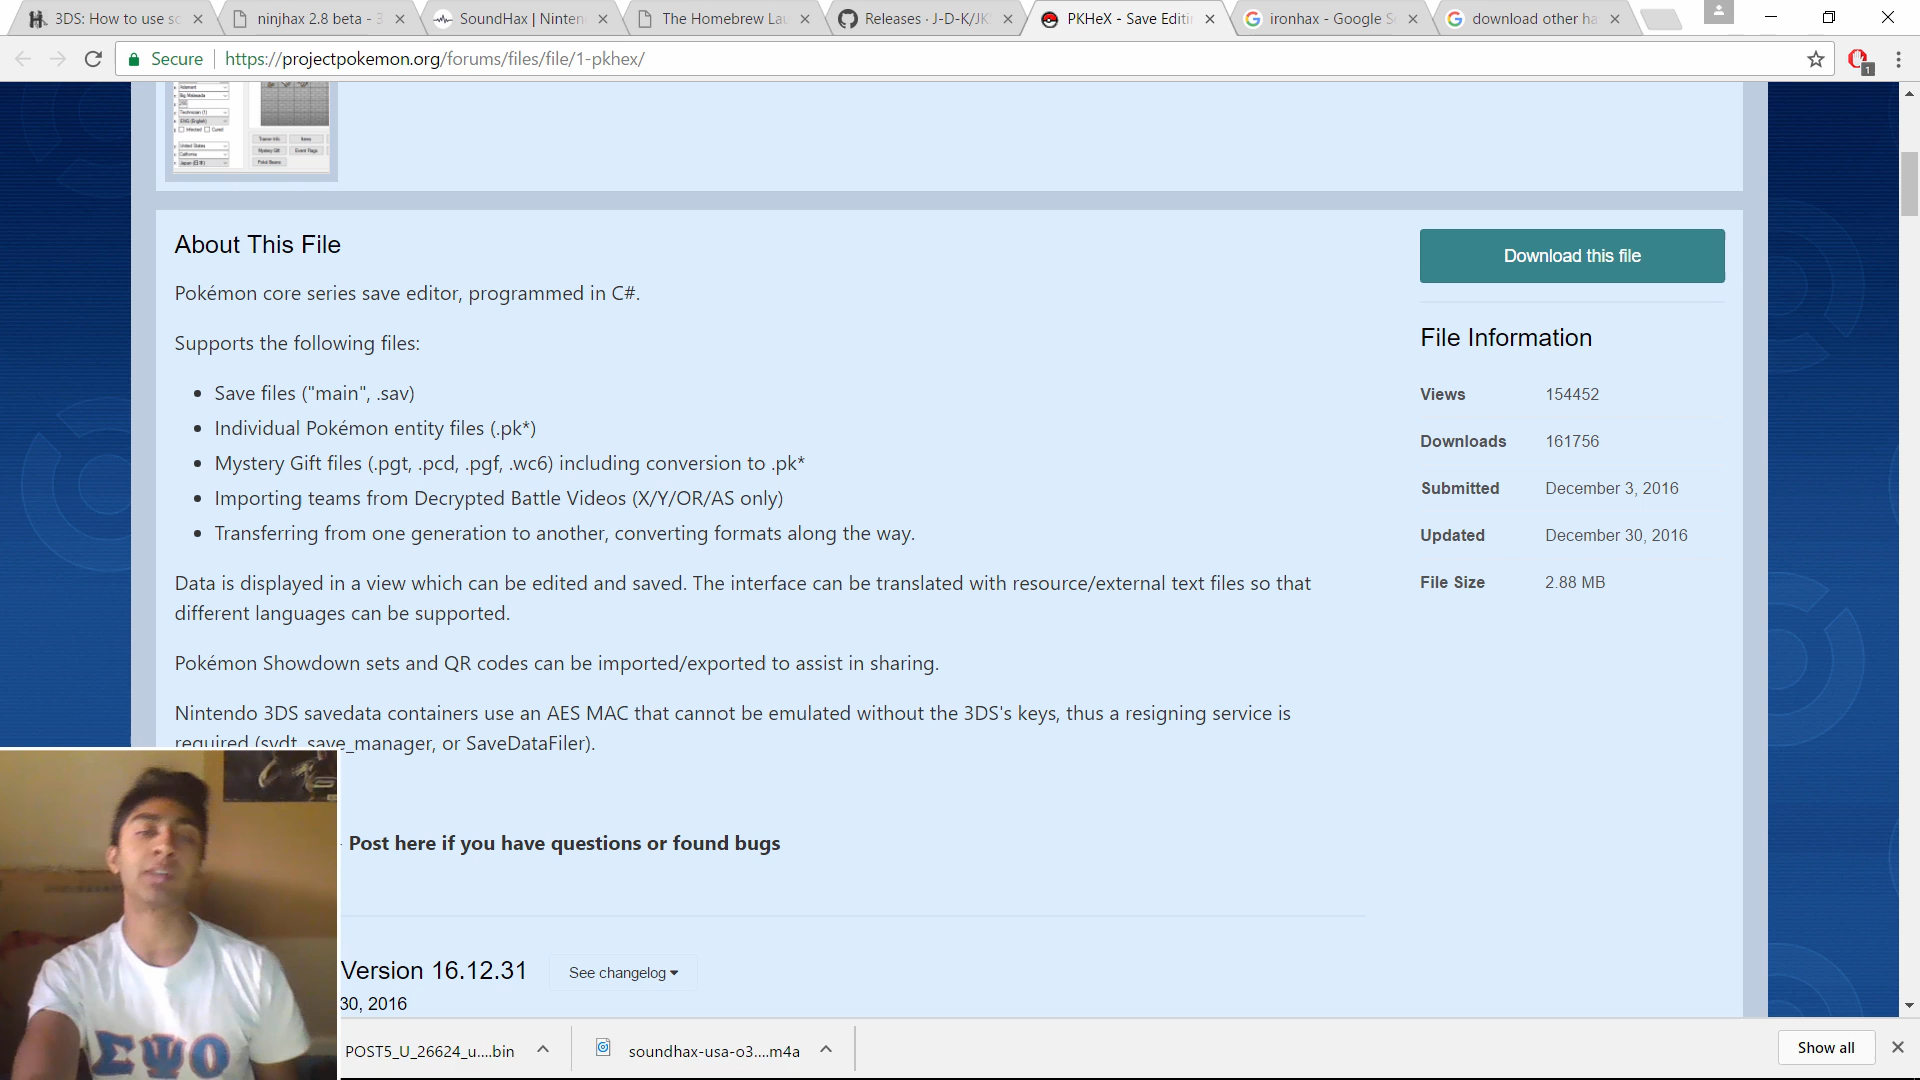 3DS: How to use s
ninjhax 2.8 beta - 3
SoundHax | Ninten
The Homebrew Lau
Releases · J-D-K/JK
PKHeX - Save Editi
ironhax - Google S
download other ha
Secure
https://projectpokemon.org/forums/files/file/1-pkhex/
1
About This File
Download this file
Pokémon core series save editor, programmed in C#.
Supports the following files:
Save files ("main", .sav)
Individual Pokémon entity files (.pk*)
Mystery Gift files (.pgt, .pcd, .pgf, .wc6) including conversion to .pk*
Importing teams from Decrypted Battle Videos (X/Y/OR/AS only)
Transferring from one generation to another, converting formats along the way.
Data is displayed in a view which can be edited and saved. The interface can be translated with resource/external text files so that
different languages can be supported.
Pokémon Showdown sets and QR codes can be imported/exported to assist in sharing.
Nintendo 3DS savedata containers use an AES MAC that cannot be emulated without the 3DS's keys, thus a resigning service is
required (svdt, save_manager, or SaveDataFiler).
File Information
Views 154452
Downloads 161756
Submitted December 3, 2016
Updated December 30, 2016
File Size 2.88 MB
Post here if you have questions or found bugs
Version 16.12.31
See changelog
30, 2016
ΣΨΟ
POST5_U_26624_u....bin
soundhax-usa-o3....m4a
Show all